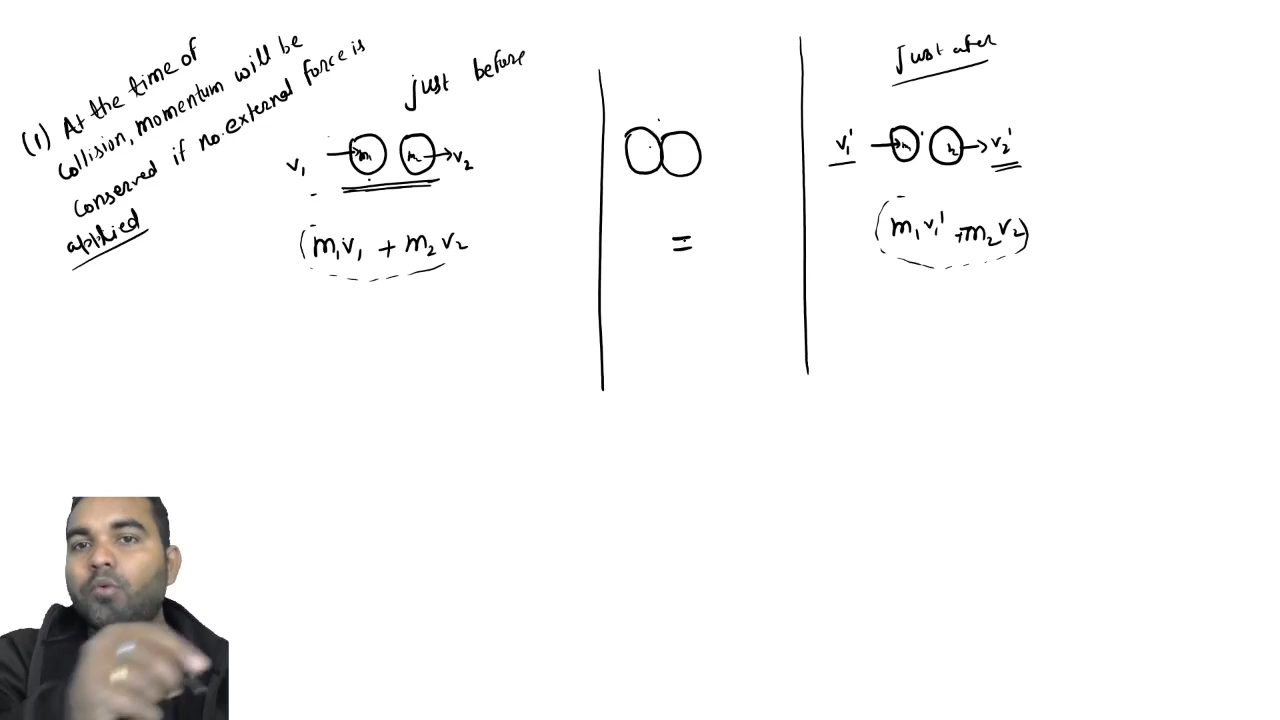 (1) At the time of
Collision, momentum will be
conserved if no external force is
applied
just before
v₁ → m₁ m₂ → v₂
(m₁v₁ + m₂v₂
=
Just after
v₁' → m₁ → v₂'
(m₁v₁' + m₂v₂)